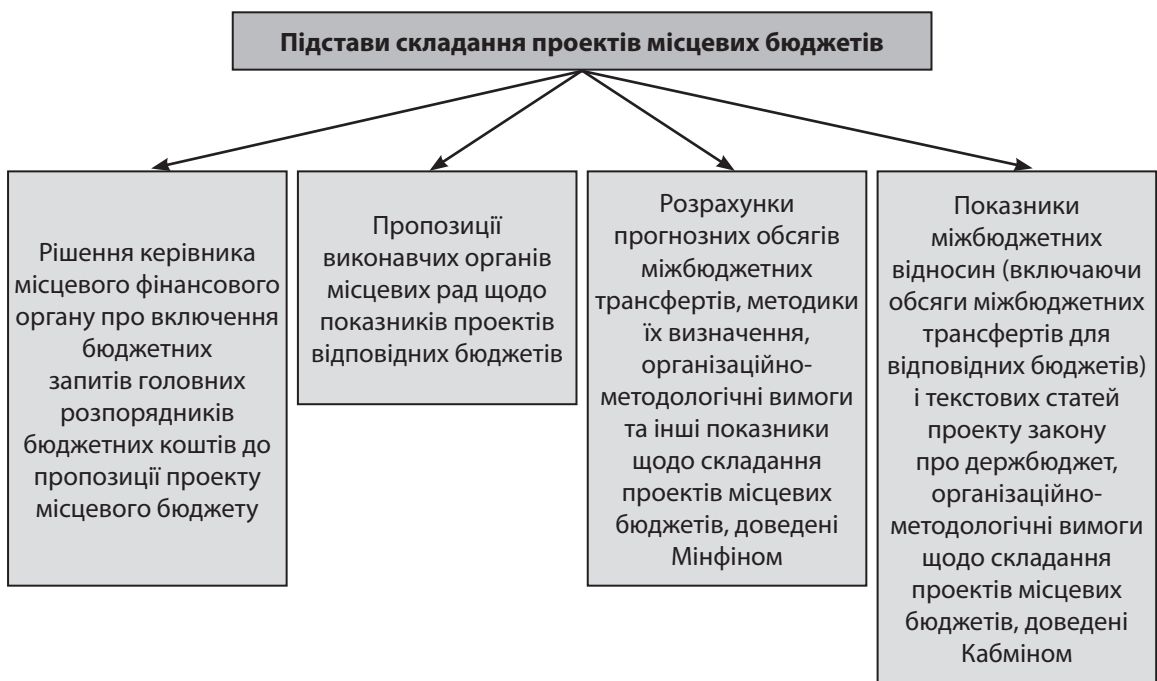 Підстави складання проектів місцевих бюджетів
Рішення керівника
місцевого фінансового
органу про включення
бюджетних
запитів головних
розпорядників
бюджетних коштів до
пропозиції проекту
місцевого бюджету
Пропозиції
виконавчих органів
місцевих рад щодо
показників проектів
відповідних бюджетів
Розрахунки
прогнозних обсягів
міжбюджетних
трансфертів, методики
їх визначення,
організаційно-
методологічні вимоги
та інші показники
щодо складання
проектів місцевих
бюджетів, доведені
Мінфіном
Показники
міжбюджетних
відносин (включаючи
обсяги міжбюджетних
трансфертів для
відповідних бюджетів)
і текстових статей
проекту закону
про держбюджет,
організаційно-
методологічні вимоги
щодо складання
проектів місцевих
бюджетів, доведені
Кабміном